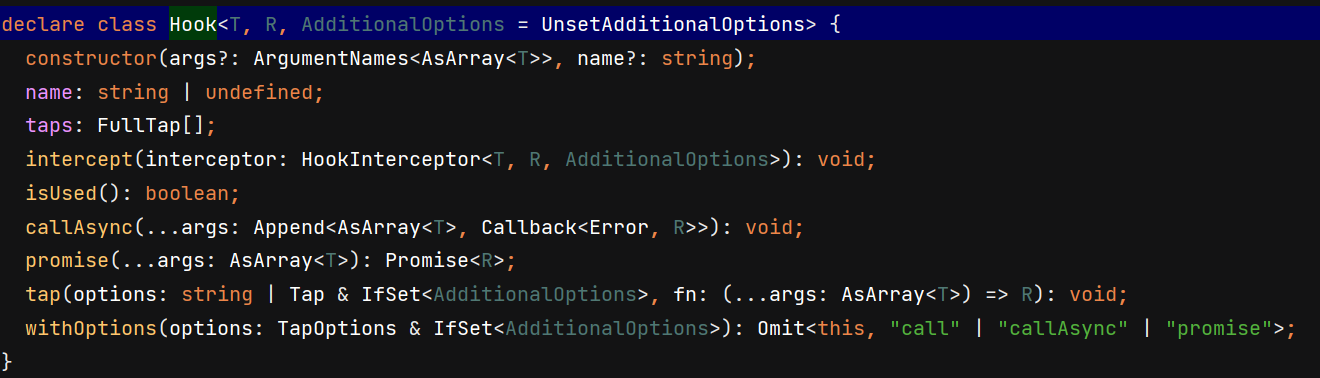 declare class Hook<T, R, AdditionalOptions = UnsetAdditionalOptions> {
  constructor(args?: ArgumentNames<AsArray<T>>, name?: string);
  name: string | undefined;
  taps: FullTap[];
  intercept(interceptor: HookInterceptor<T, R, AdditionalOptions>): void;
  isUsed(): boolean;
  callAsync(...args: Append<AsArray<T>, Callback<Error, R>>): void;
  promise(...args: AsArray<T>): Promise<R>;
  tap(options: string | Tap & IfSet<AdditionalOptions>, fn: (...args: AsArray<T>) => R): void;
  withOptions(options: TapOptions & IfSet<AdditionalOptions>): Omit<this, "call" | "callAsync" | "promise">;
}